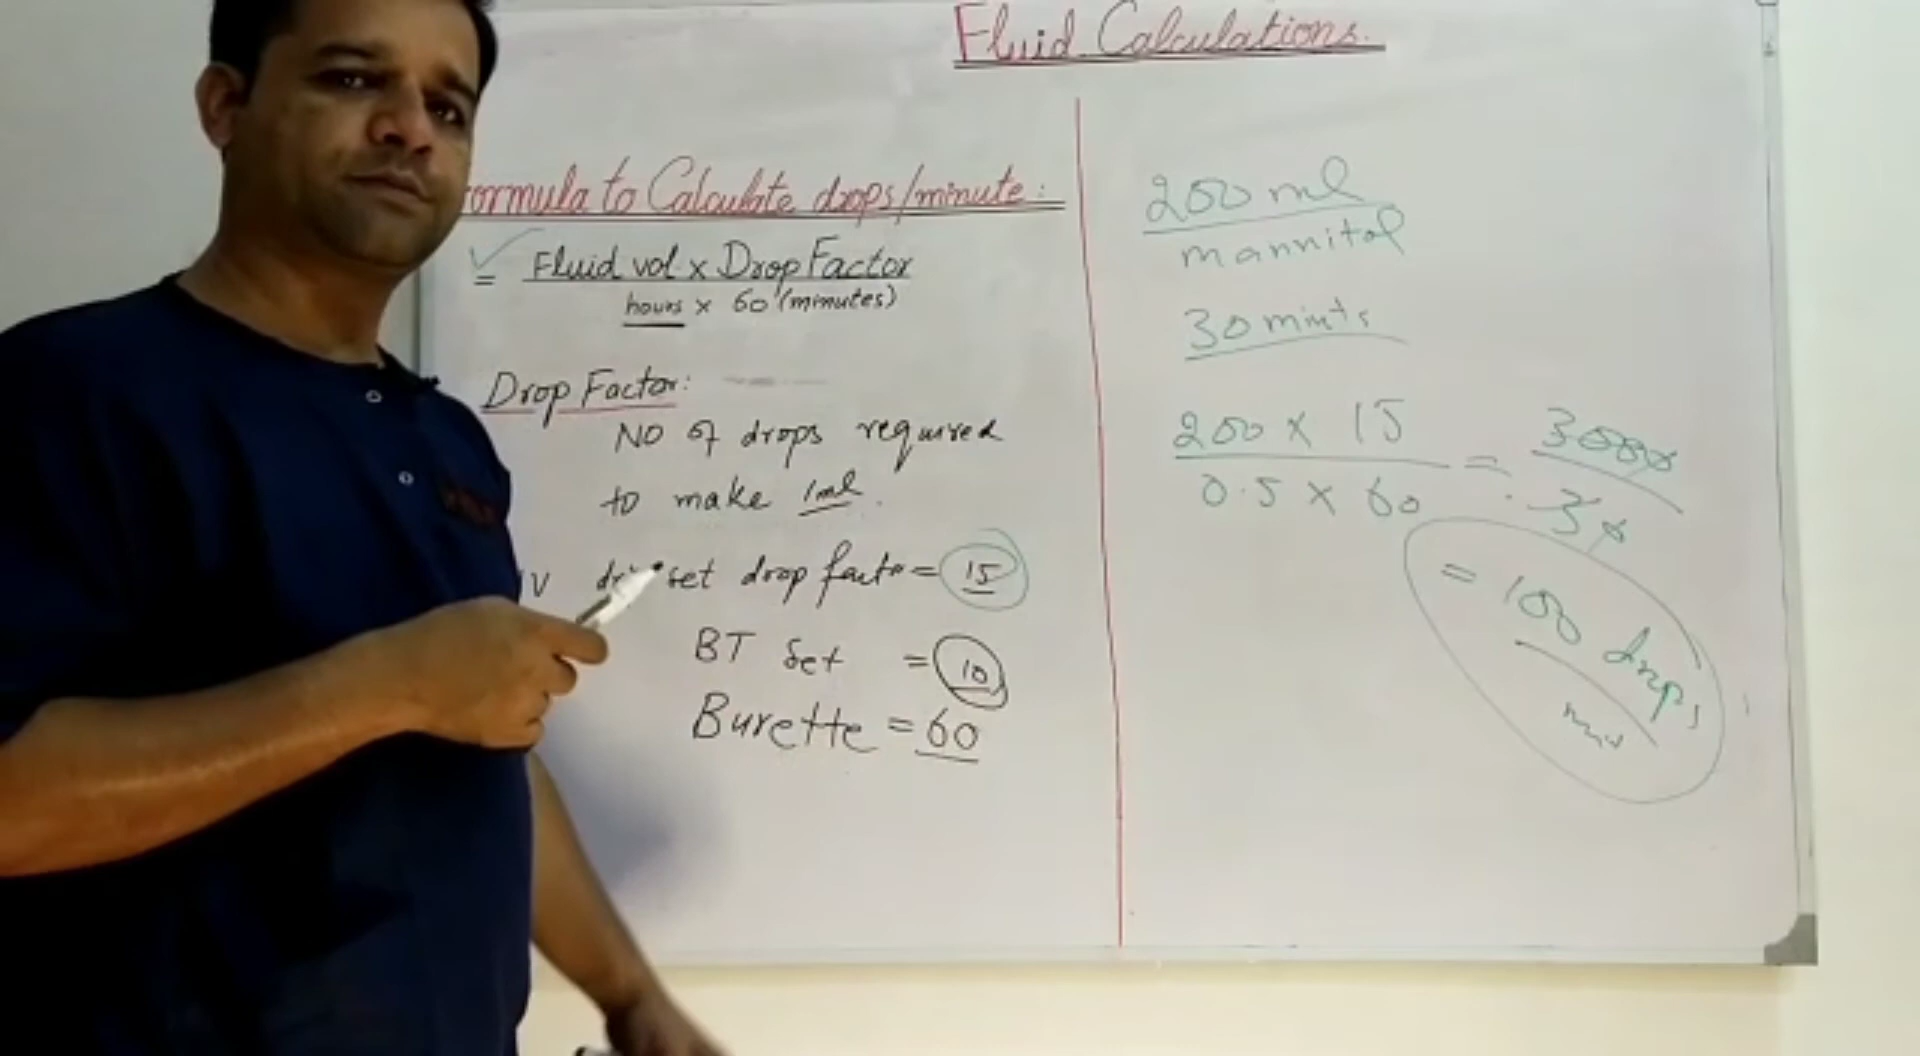 Fluid Calculations.
ormula to Calculate drops/minute:
= Fluid vol x Drop Factor
hours x 60 (minutes)
Drop Factor:
NO of drops required
to make 1ml.
V set drop factor = 15
BT Set = 10
Burette = 60
200 ml
mannitol
30 mints
200 x 15 = 3000
0.5 x 60 30
= 100 drops